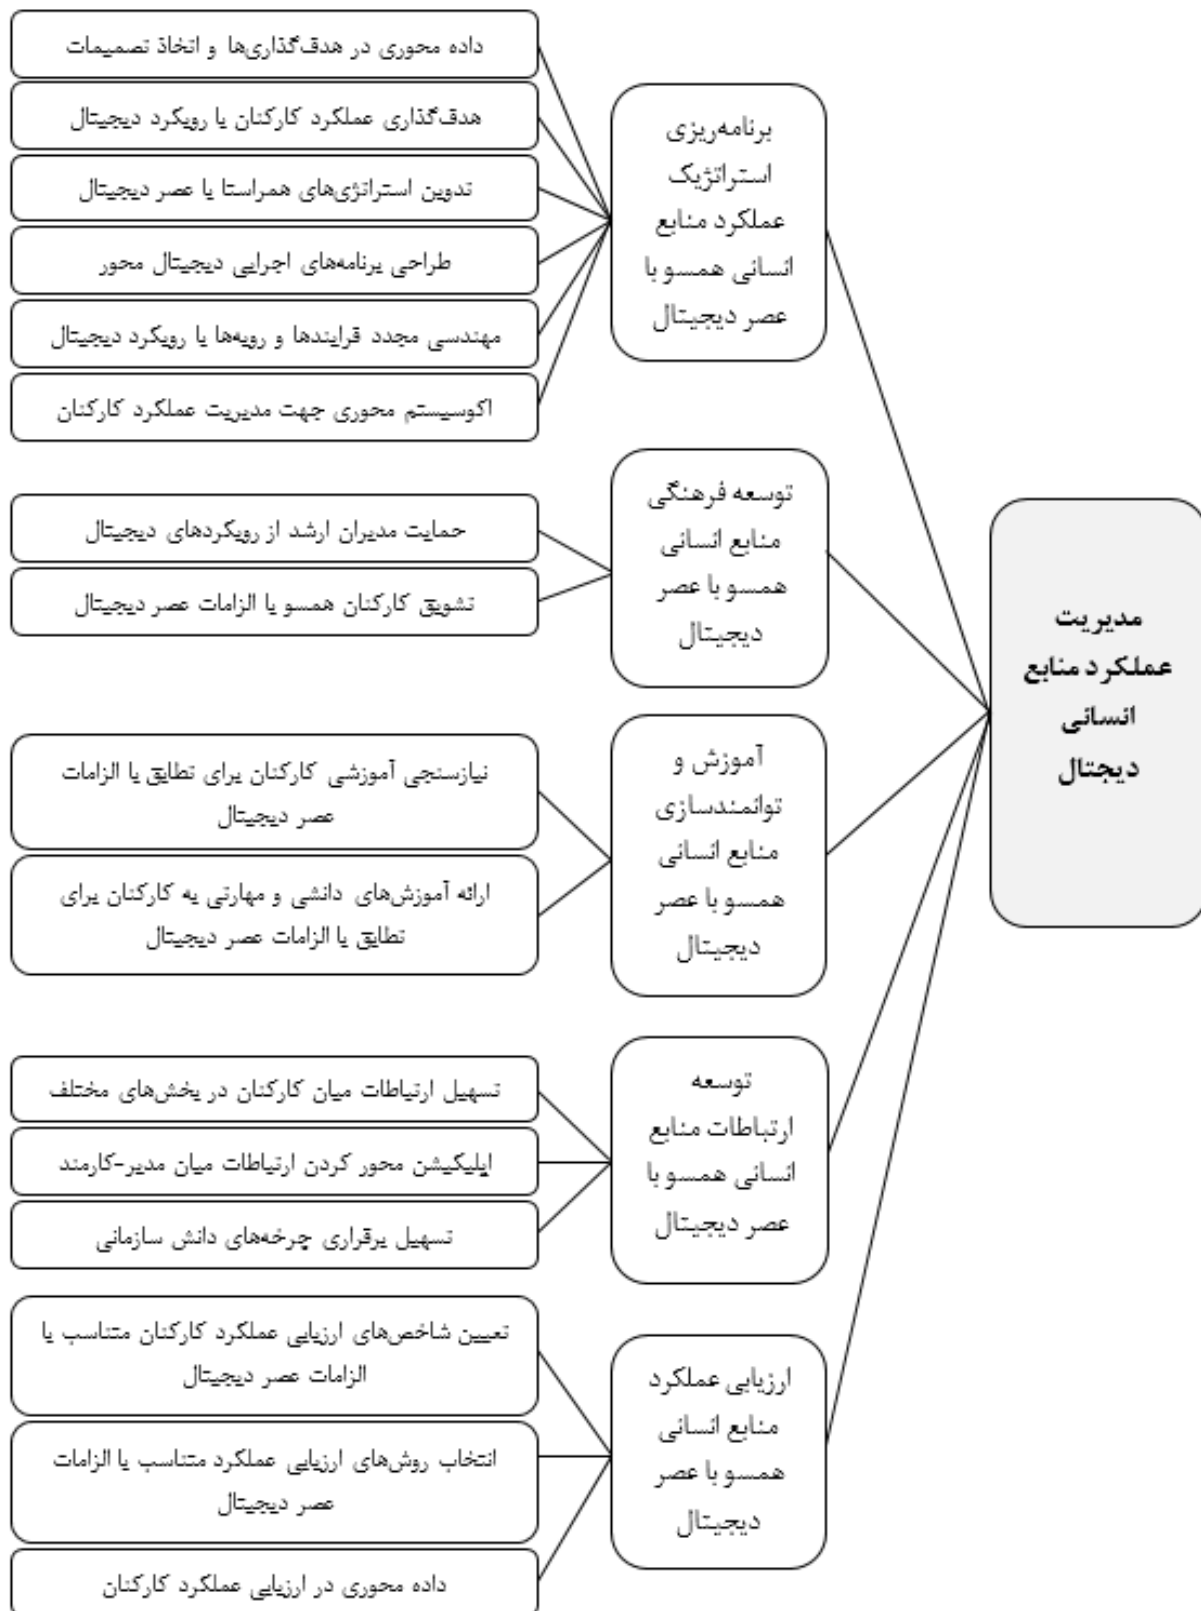 مدیریت
عملکرد منابع
انسانی
دیجتال
برنامه‌ریزی
استراتژیک
عملکرد منابع
انسانی همسو با
عصر دیجیتال
داده محوری در هدف‌گذاری‌ها و اتخاذ تصمیمات
هدف‌گذاری عملکرد کارکنان با رویکرد دیجیتال
تدوین استراتژی‌های همراستا با عصر دیجیتال
طراحی برنامه‌های اجرایی دیجیتال محور
مهندسی مجدد فرایندها و رویه‌ها با رویکرد دیجیتال
اکوسیستم محوری جهت مدیریت عملکرد کارکنان
توسعه فرهنگی
منابع انسانی
همسو با عصر
دیجیتال
حمایت مدیران ارشد از رویکردهای دیجیتال
تشویق کارکنان همسو با الزامات عصر دیجیتال
آموزش و
توانمندسازی
منابع انسانی
همسو با عصر
دیجیتال
نیازسنجی آموزشی کارکنان برای تطابق با الزامات
عصر دیجیتال
ارائه آموزش‌های دانشی و مهارتی به کارکنان برای
تطابق با الزامات عصر دیجیتال
توسعه
ارتباطات منابع
انسانی همسو با
عصر دیجیتال
تسهیل ارتباطات میان کارکنان در بخش‌های مختلف
اپلیکیشن محور کردن ارتباطات میان مدیر-کارمند
تسهیل برقراری چرخه‌های دانش سازمانی
ارزیابی عملکرد
منابع انسانی
همسو با عصر
دیجیتال
تعیین شاخص‌های ارزیابی عملکرد کارکنان متناسب با
الزامات عصر دیجیتال
انتخاب روش‌های ارزیابی عملکرد متناسب با الزامات
عصر دیجیتال
داده محوری در ارزیابی عملکرد کارکنان